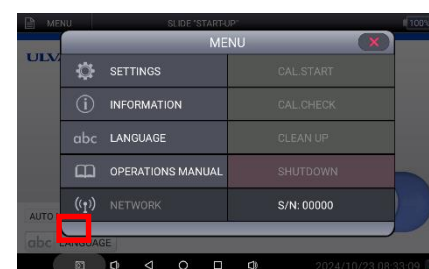 MENU SLIDE "START-UP" 100%
MENU
ULV
SETTINGS CAL.START
INFORMATION CAL.CHECK
abc LANGUAGE CLEAN UP
OPERATIONS MANUAL SHUTDOWN
NETWORK S/N: 00000
AUTO
abc LANGUAGE
2024/10/23 08:33:09